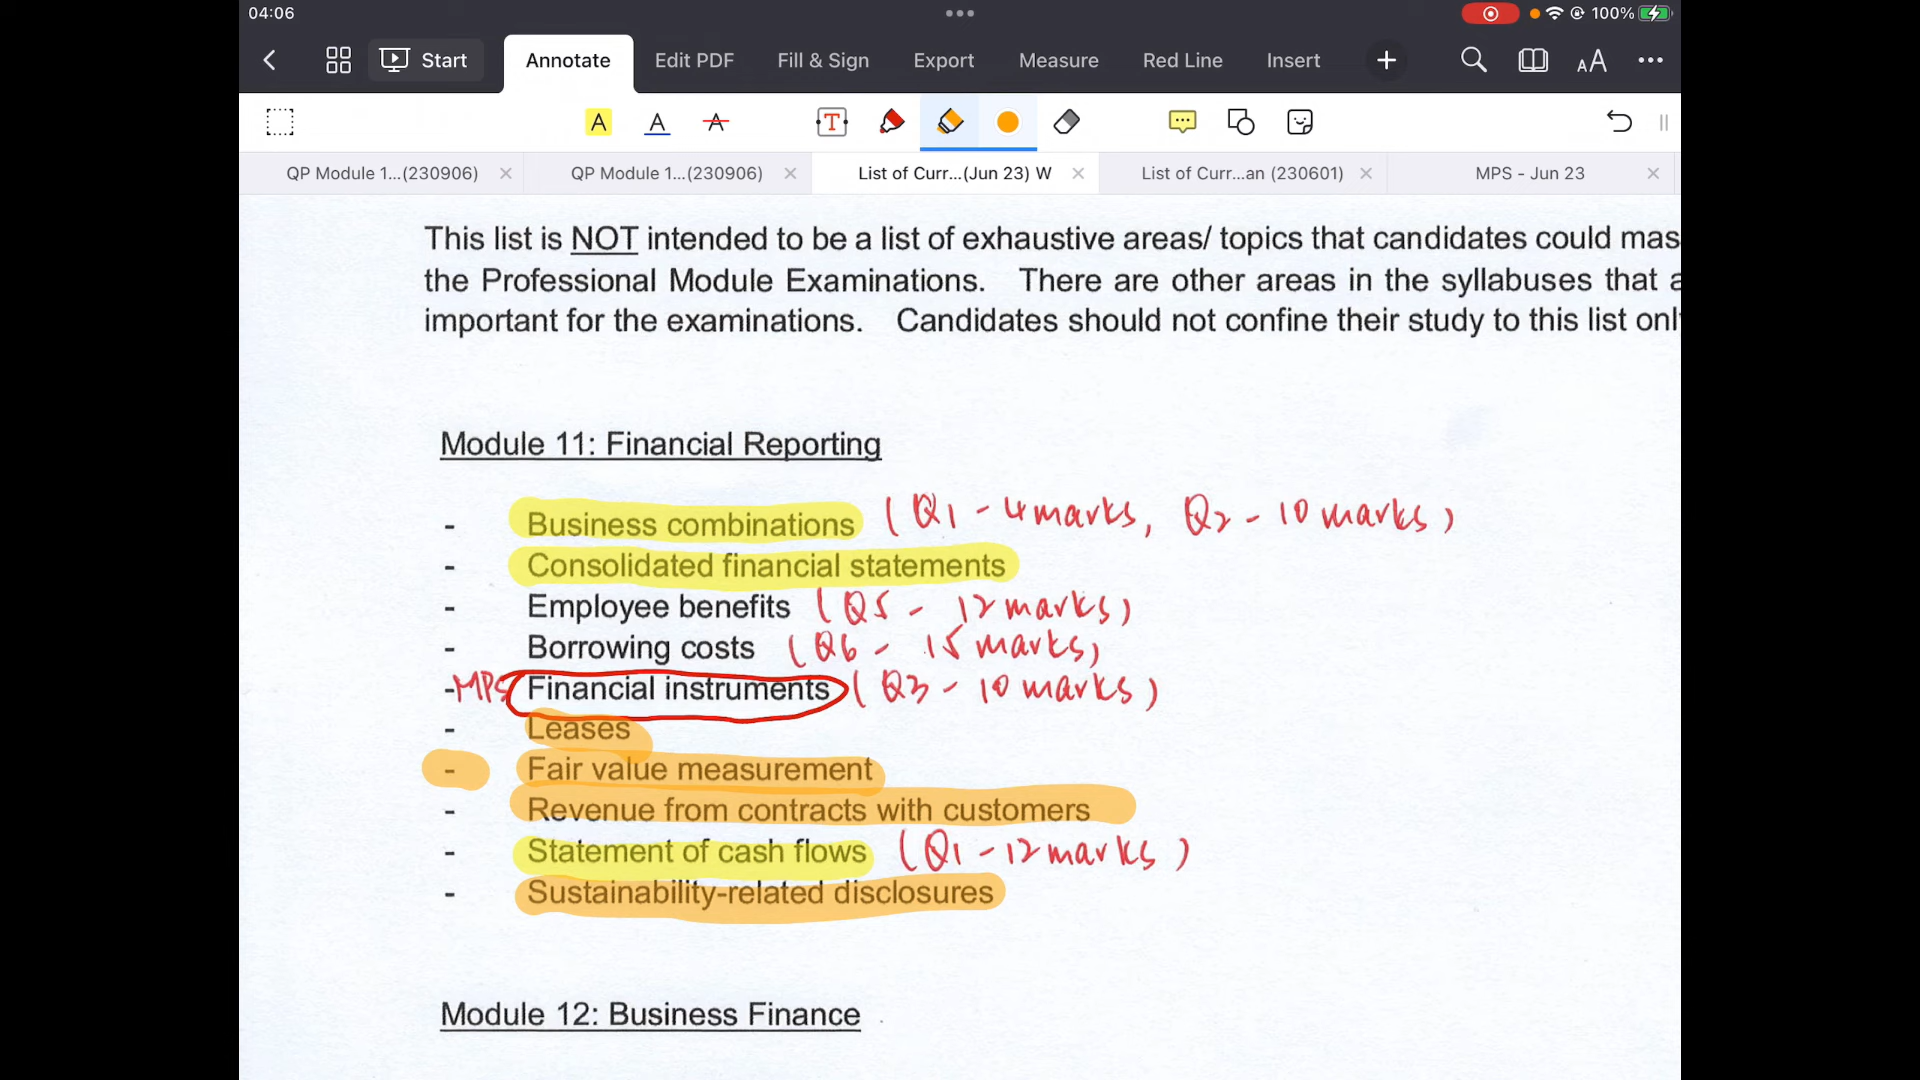 04:06
100%
Start
Annotate
Edit PDF
Fill & Sign
Export
Measure
Red Line
Insert
QP Module 1...(230906)
QP Module 1...(230906)
List of Curr...(Jun 23) W
List of Curr...an (230601)
MPS - Jun 23
This list is NOT intended to be a list of exhaustive areas/ topics that candidates could mas
the Professional Module Examinations. There are other areas in the syllabuses that a
important for the examinations. Candidates should not confine their study to this list onl
Module 11: Financial Reporting
- Business combinations (Q1 - 4 marks, Q2 - 10 marks)
- Consolidated financial statements
- Employee benefits (Q5 - 12 marks)
- Borrowing costs (Q6 - 15 marks)
- MPS Financial instruments (Q3 - 10 marks)
- Leases
- Fair value measurement
- Revenue from contracts with customers
- Statement of cash flows (Q1 - 12 marks)
- Sustainability-related disclosures
Module 12: Business Finance